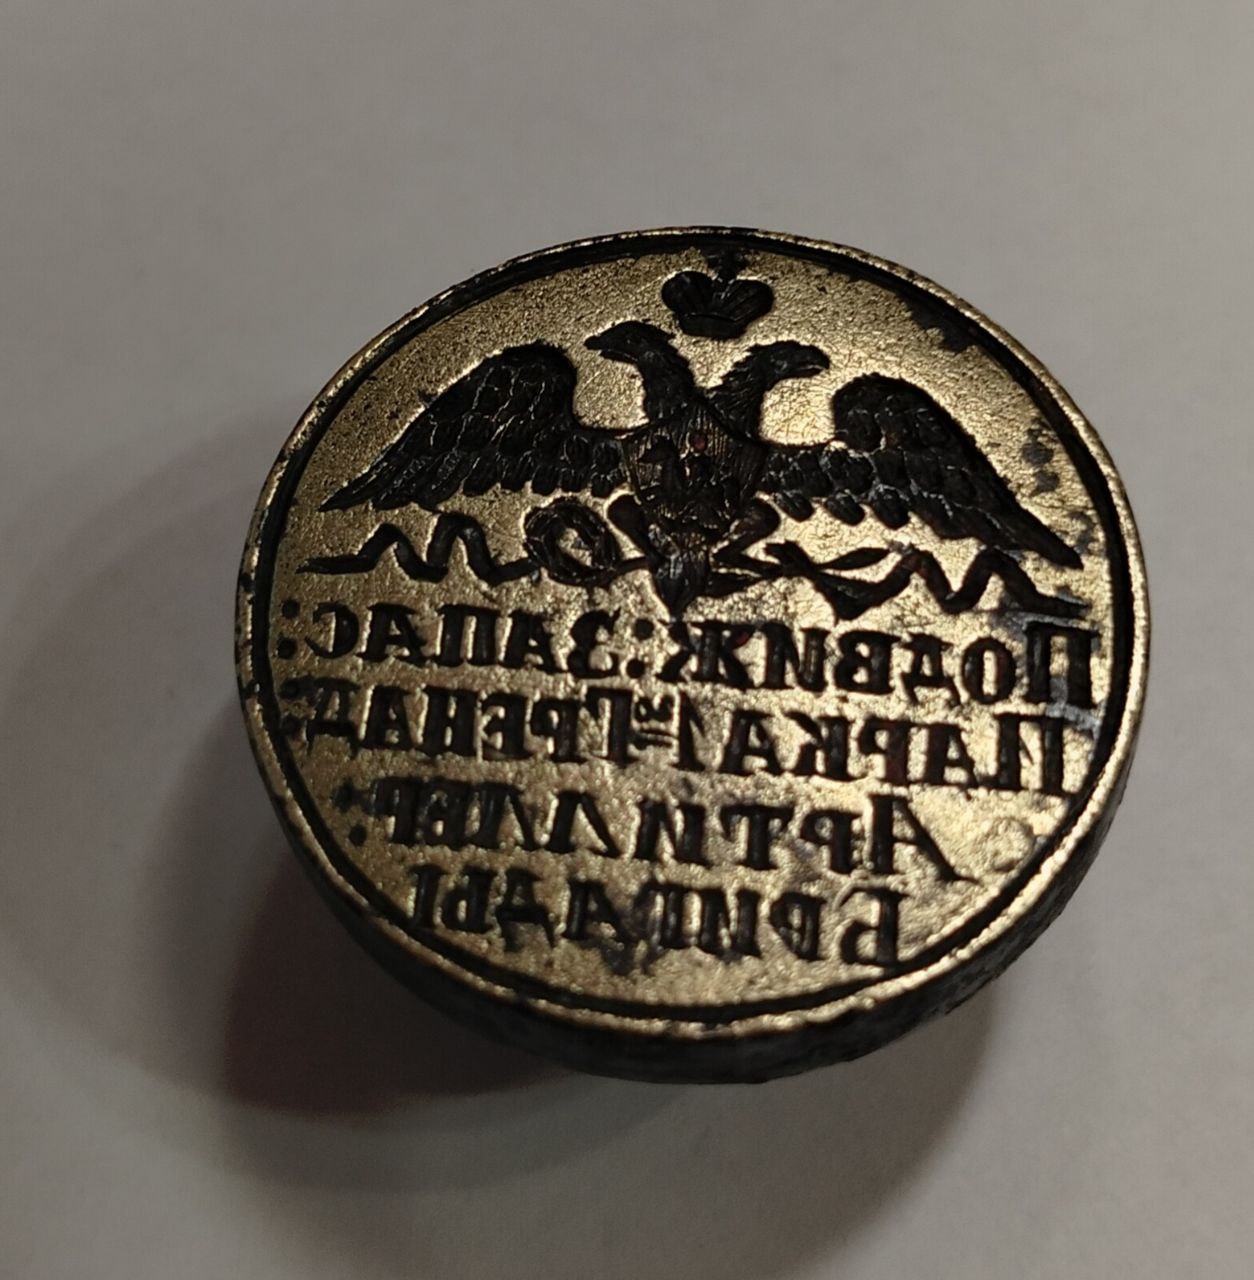 Подвиж: Запас:
Парка 1го Гренад:
Артиллер:
Бригады